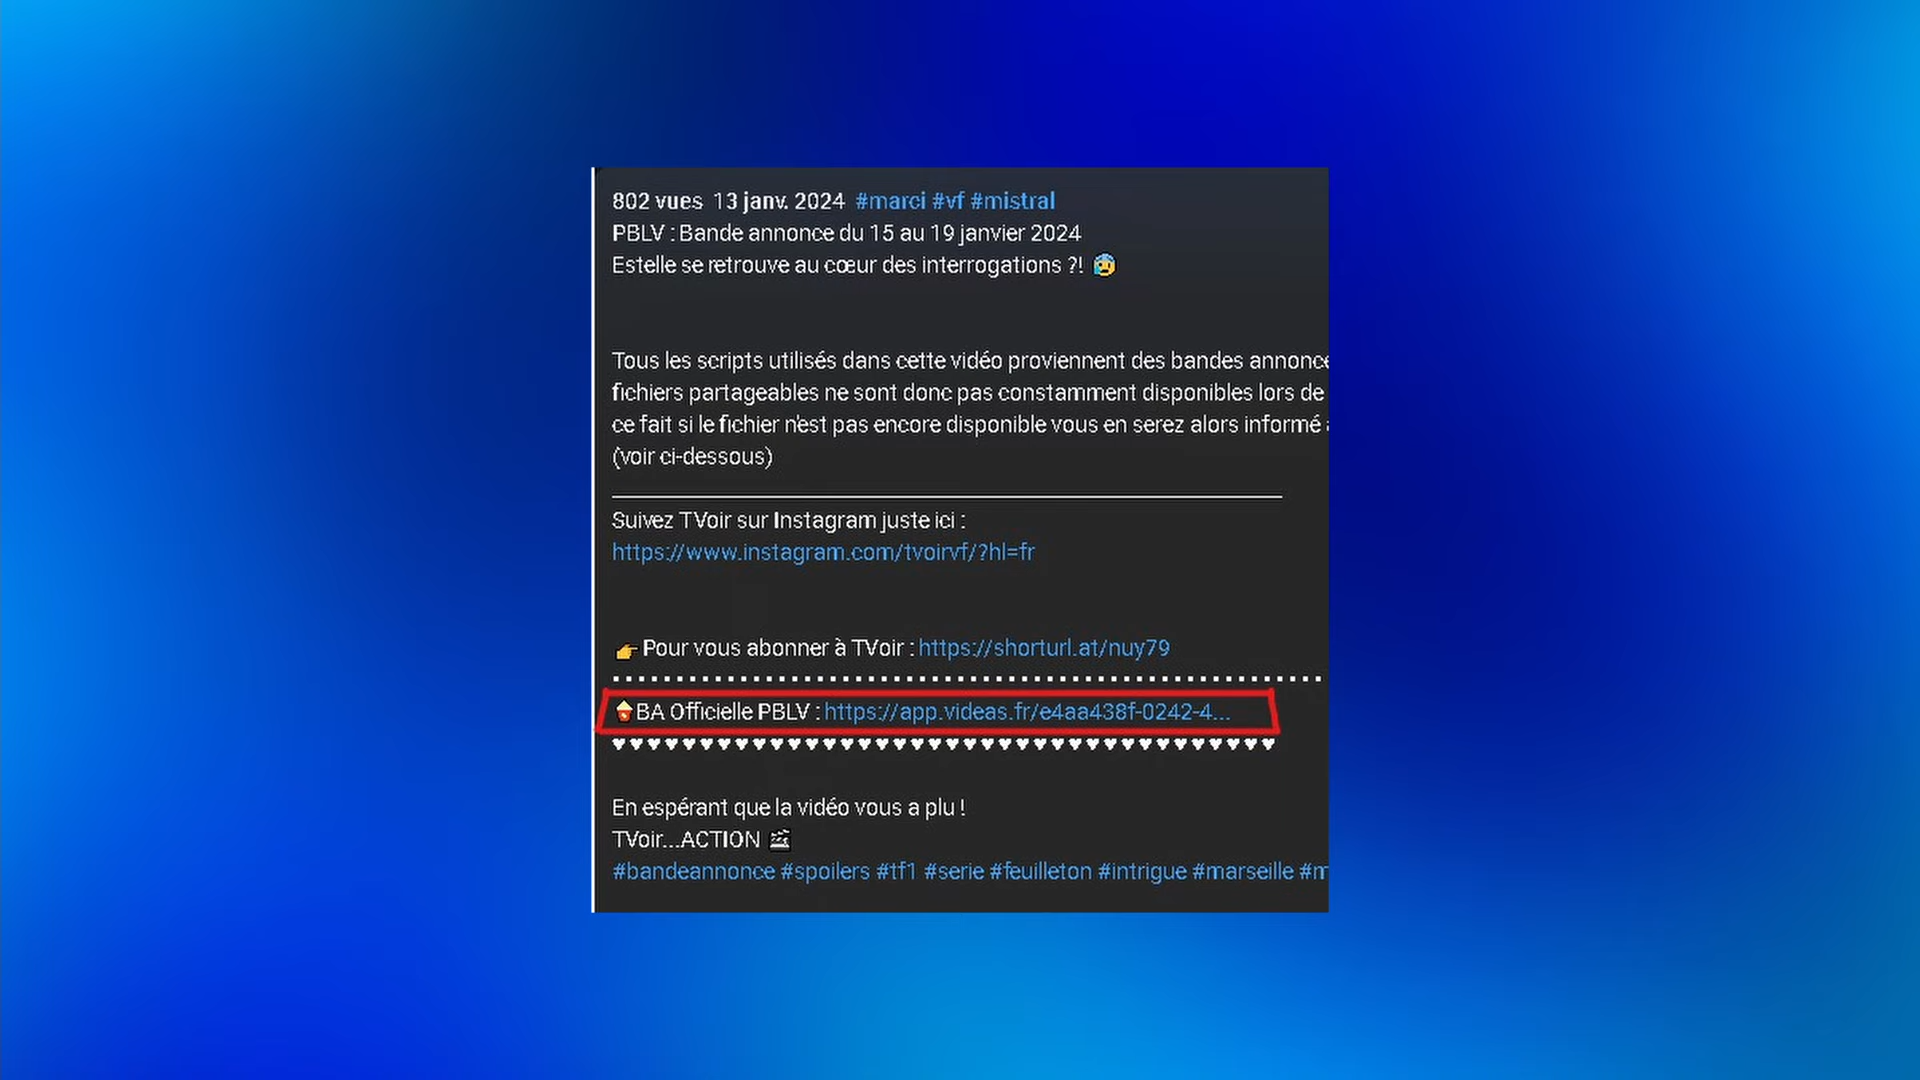 802 vues 13 janv. 2024 #marci #vf #mistral
PBLV : Bande annonce du 15 au 19 janvier 2024
Estelle se retrouve au cœur des interrogations ?! 😰
Tous les scripts utilisés dans cette vidéo proviennent des bandes annonce
fichiers partageables ne sont donc pas constamment disponibles lors de
ce fait si le fichier n'est pas encore disponible vous en serez alors informé
(voir ci-dessous)
Suivez TVoir sur Instagram juste ici :
https://www.instagram.com/tvoirvf/?hl=fr
👉 Pour vous abonner à TVoir : https://shorturl.at/nuy79
🍿BA Officielle PBLV : https://app.videas.fr/e4aa438f-0242-4...
En espérant que la vidéo vous a plu !
TVoir...ACTION 🎬
#bandeannonce #spoilers #tf1 #serie #feuilleton #intrigue #marseille #m